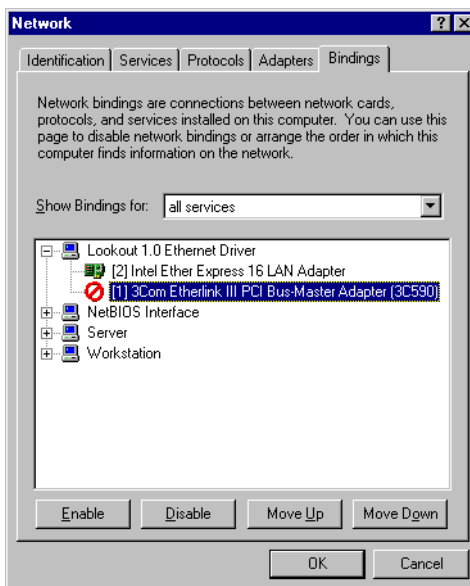 Network
Identification Services Protocols Adapters Bindings
Network bindings are connections between network cards,
protocols, and services installed on this computer. You can use this
page to disable network bindings or arrange the order in which this
computer finds information on the network.
Show Bindings for: all services
Lookout 1.0 Ethernet Driver
[2] Intel Ether Express 16 LAN Adapter
[1] 3Com Etherlink III PCI Bus-Master Adapter (3C590)
NetBIOS Interface
Server
Workstation
Enable Disable Move Up Move Down
OK Cancel